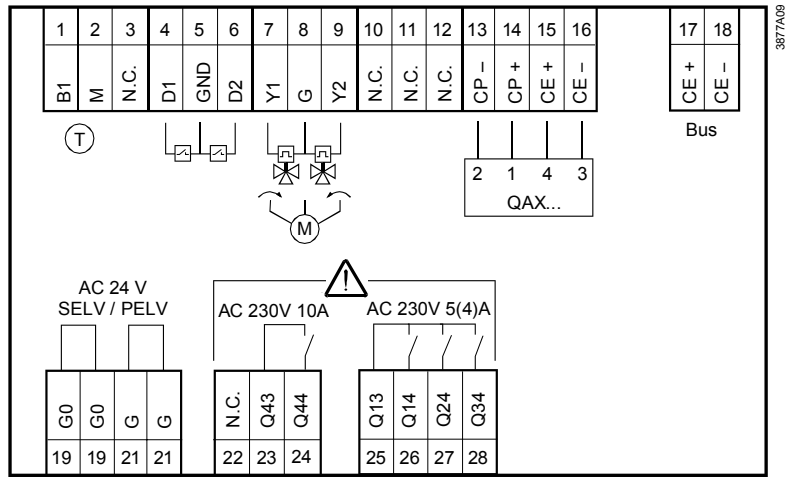 1 2 3 4 5 6 7 8 9 10 11 12 13 14 15 16 17 18
B1 M N.C. D1 GND D2 Y1 G Y2 N.C. N.C. N.C. CP – CP + CE + CE – CE + CE –
3877A09
T
Bus
2 1 4 3
QAX...
M
AC 24 V
SELV / PELV
AC 230V 10A
AC 230V 5(4)A
G0 G0 G G N.C. Q43 Q44 Q13 Q14 Q24 Q34
19 19 21 21 22 23 24 25 26 27 28